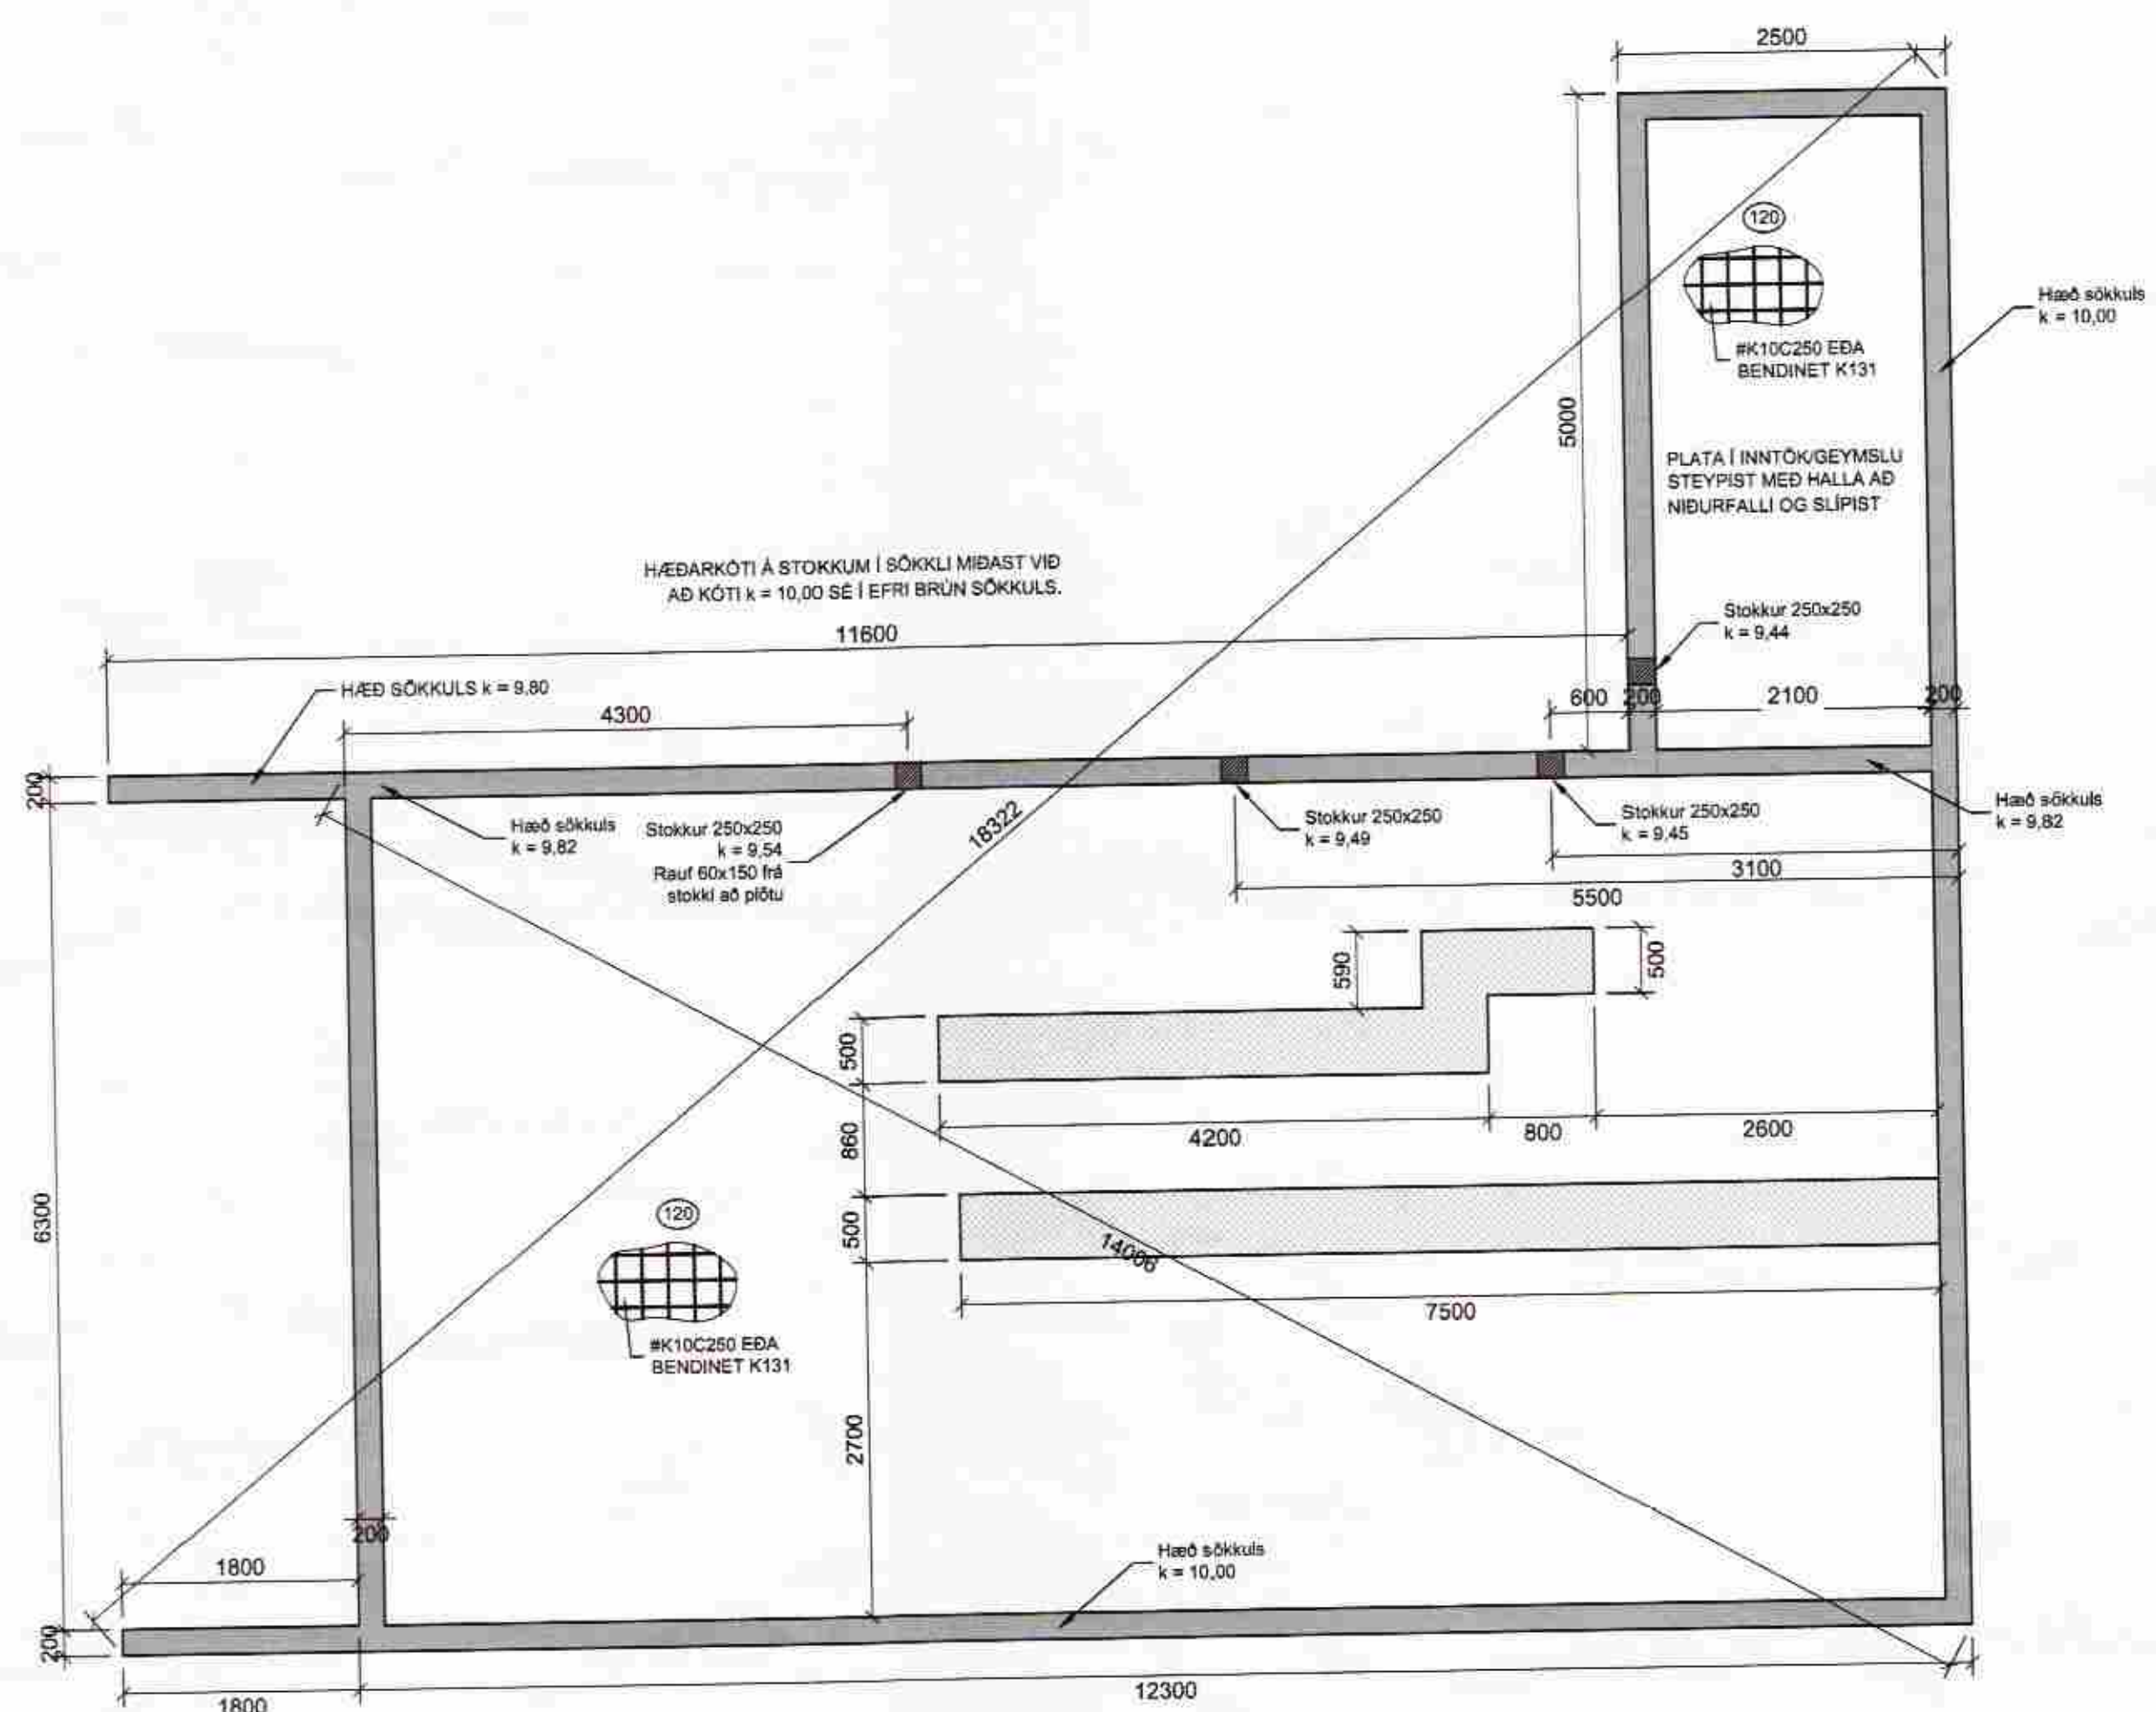 2500
120
Hæð sökkuls
k = 10,00
#K10C250 EÐA
BENDINET K131
5000
PLATA Í INNTÖK/GEYMSLU
STEYPIST MEÐ HALLA AÐ
NIÐURFALLI OG SLÍPIST
HÆÐARKÓTI Á STOKKUM Í SÖKKLI MIÐAST VIÐ
AÐ KÓTI k = 10,00 SÉ Í EFRI BRÚN SÖKKULS.
11600
Stokkur 250x250
k = 9,44
HÆÐ SÖKKULS k = 9,80
4300
600
200
2100
200
200
Hæð sökkuls
k = 9,82
Stokkur 250x250
k = 9,54
Rauf 60x150 frá
stokki að plötu
18322
Stokkur 250x250
k = 9,49
Stokkur 250x250
k = 9,45
Hæð sökkuls
k = 9,82
3100
5500
590
500
500
4200
800
2600
860
500
6300
120
14006
7500
#K10C250 EÐA
BENDINET K131
2700
200
1800
Hæð sökkuls
k = 10,00
200
1800
12300